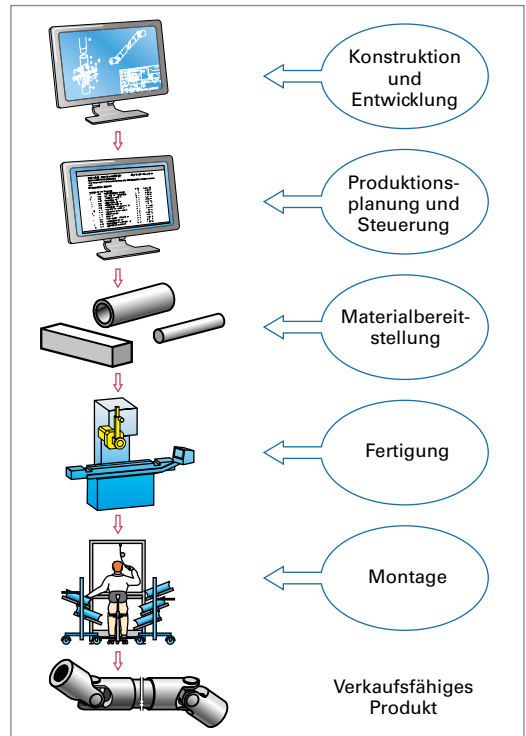 Konstruktion
und
Entwicklung
Produktions-
planung und
Steuerung
Materialbereit-
stellung
Fertigung
Montage
Verkaufsfähiges
Produkt